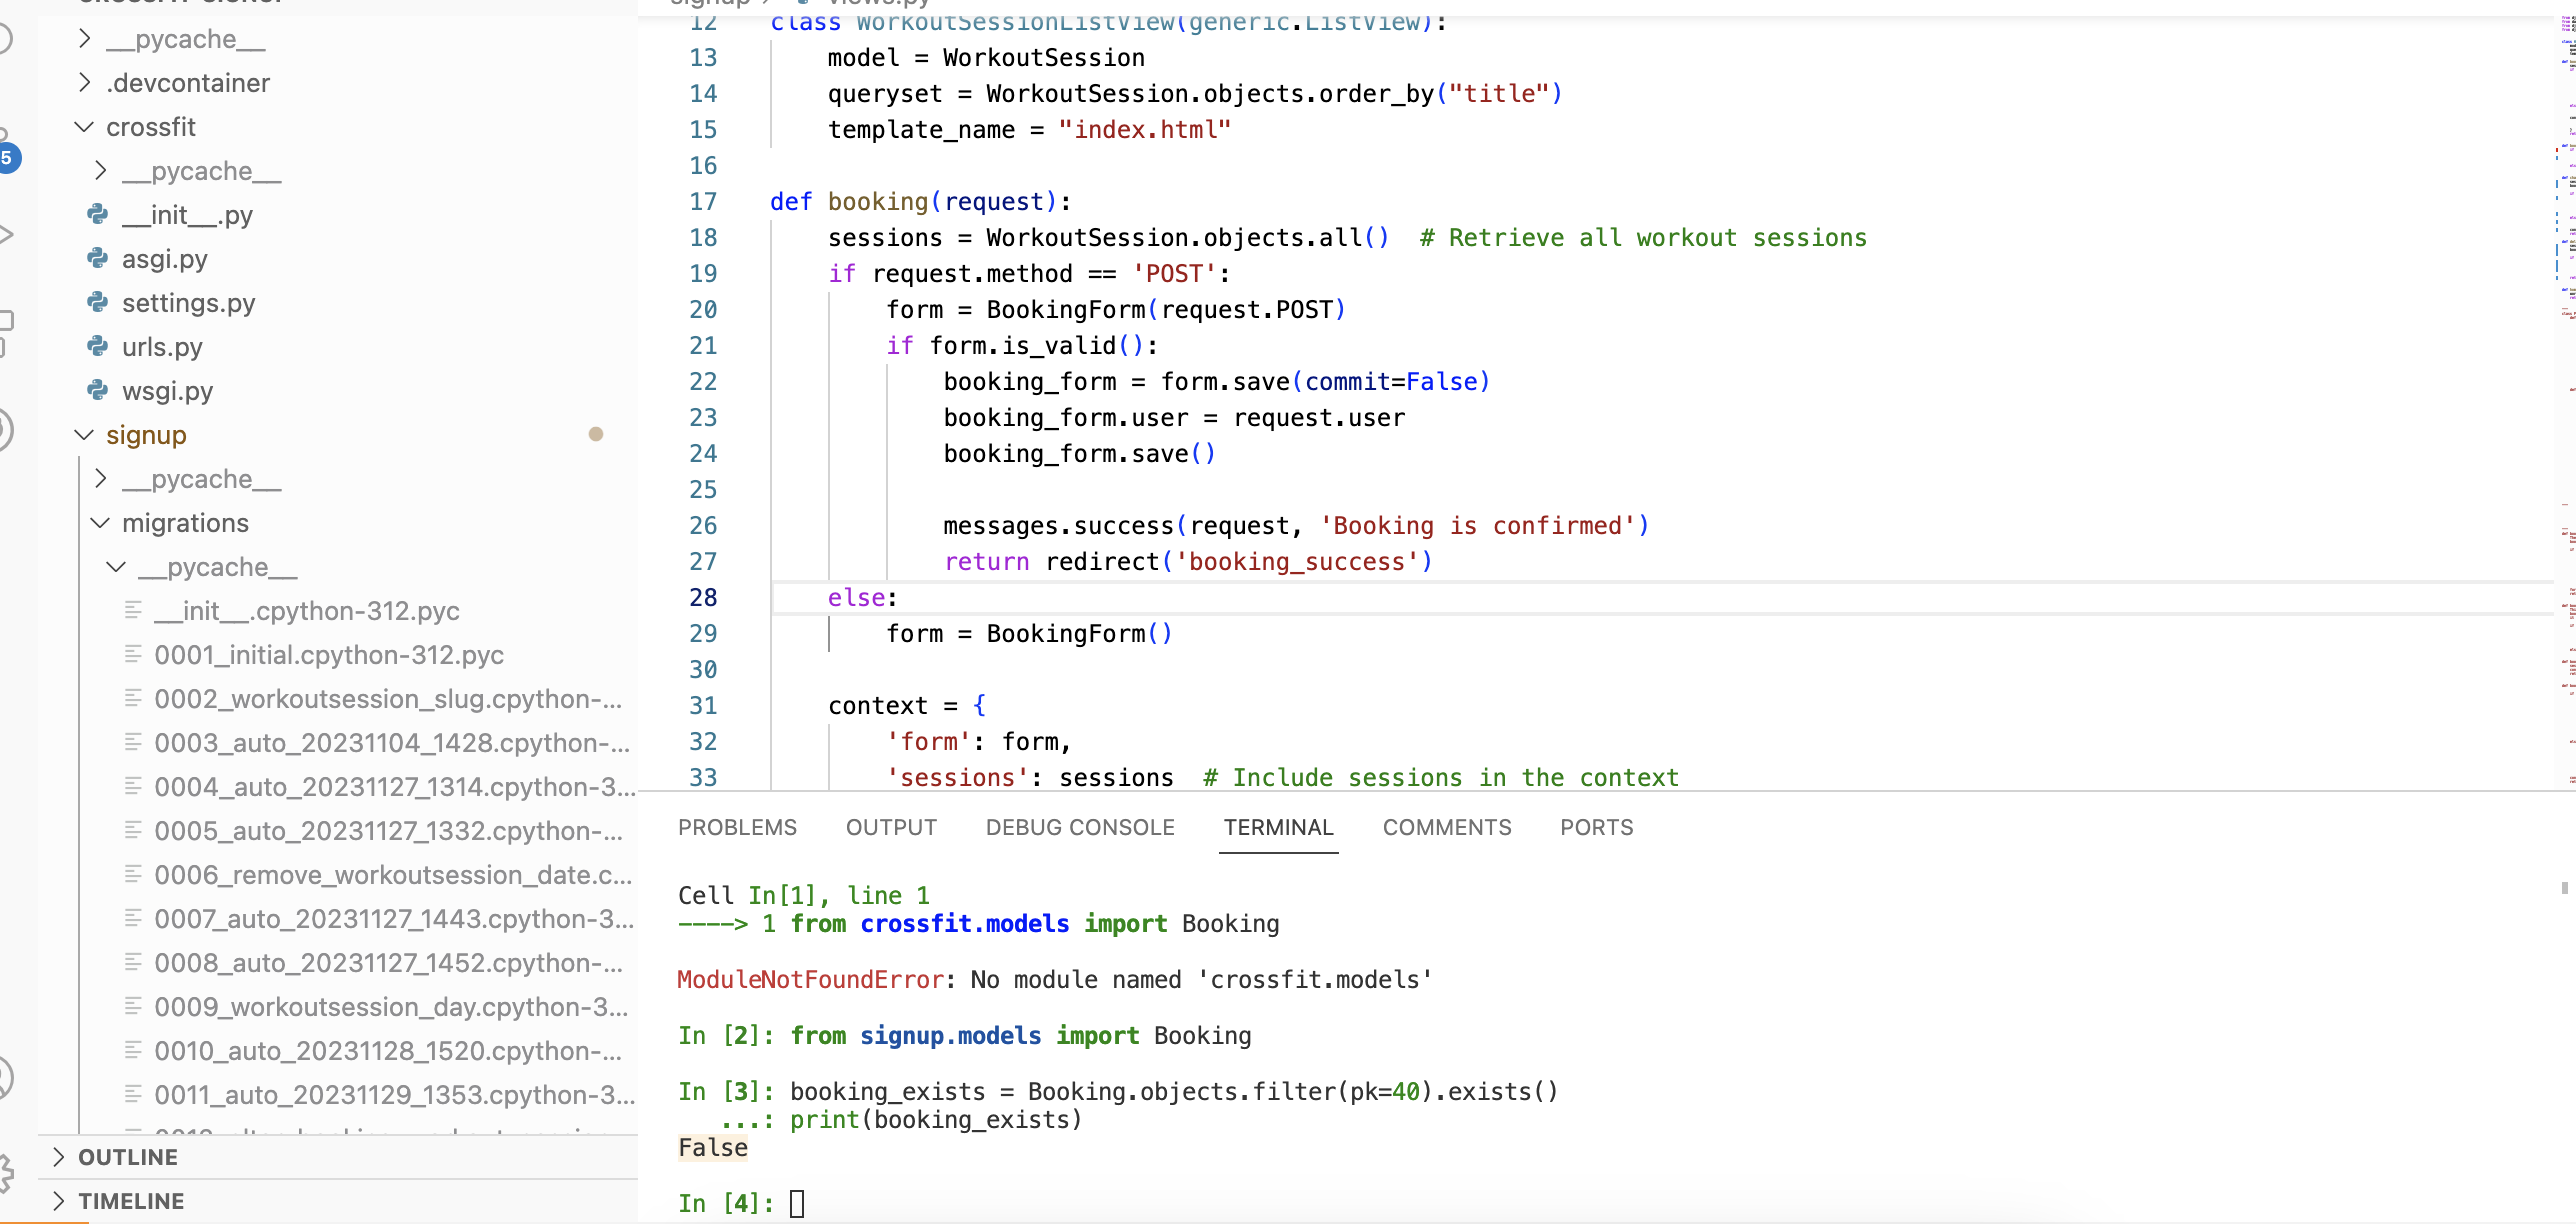 __pycache__
.devcontainer
crossfit
__pycache__
__init__.py
asgi.py
settings.py
urls.py
wsgi.py
signup
__pycache__
migrations
__pycache__
__init__.cpython-312.pyc
0001_initial.cpython-312.pyc
0002_workoutsession_slug.cpython-...
0003_auto_20231104_1428.cpython-...
0004_auto_20231127_1314.cpython-3...
0005_auto_20231127_1332.cpython-...
0006_remove_workoutsession_date.c...
0007_auto_20231127_1443.cpython-3...
0008_auto_20231127_1452.cpython-...
0009_workoutsession_day.cpython-3...
0010_auto_20231128_1520.cpython-...
0011_auto_20231129_1353.cpython-3...
OUTLINE
TIMELINE
5
signup > views.py
12 class WorkoutSessionListView(generic.ListView):
13 model = WorkoutSession
14 queryset = WorkoutSession.objects.order_by("title")
15 template_name = "index.html"
16
17 def booking(request):
18 sessions = WorkoutSession.objects.all() # Retrieve all workout sessions
19 if request.method == 'POST':
20 form = BookingForm(request.POST)
21 if form.is_valid():
22 booking_form = form.save(commit=False)
23 booking_form.user = request.user
24 booking_form.save()
25
26 messages.success(request, 'Booking is confirmed')
27 return redirect('booking_success')
28 else:
29 form = BookingForm()
30
31 context = {
32 'form': form,
33 'sessions': sessions # Include sessions in the context
PROBLEMS OUTPUT DEBUG CONSOLE TERMINAL COMMENTS PORTS
Cell In[1], line 1
----> 1 from crossfit.models import Booking
ModuleNotFoundError: No module named 'crossfit.models'
In [2]: from signup.models import Booking
In [3]: booking_exists = Booking.objects.filter(pk=40).exists()
...: print(booking_exists)
False
In [4]: